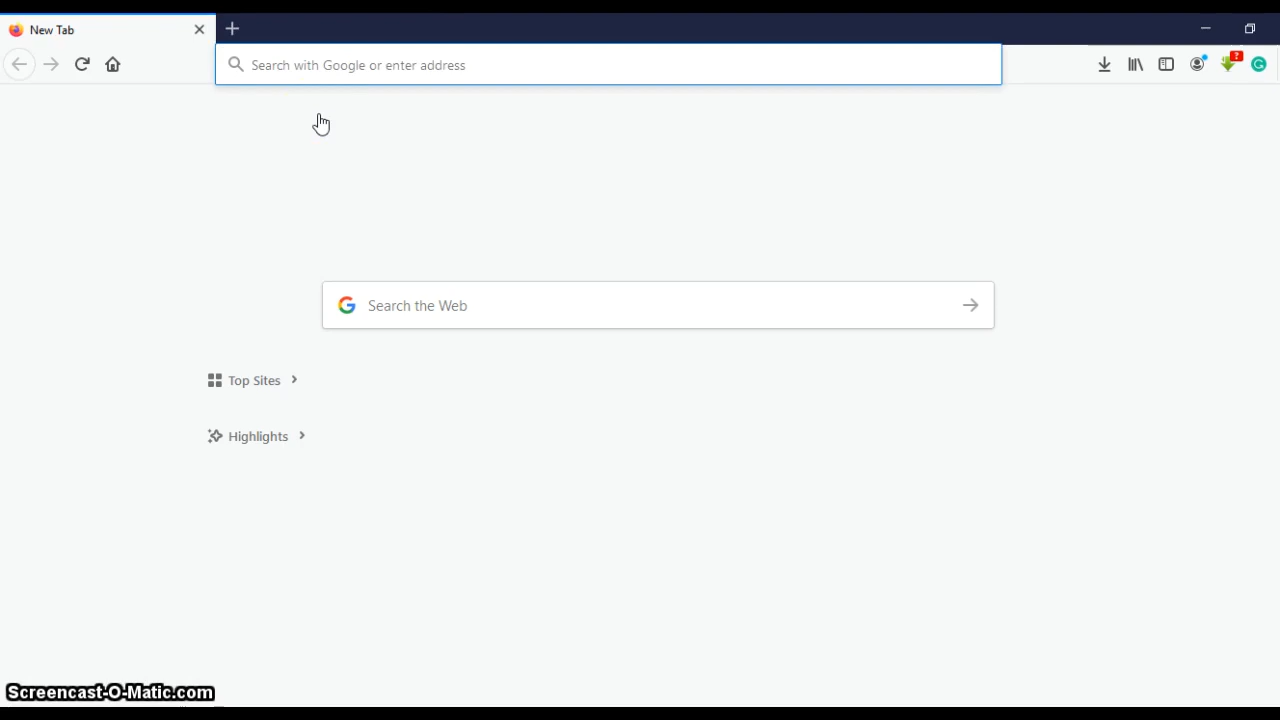 New Tab
Search with Google or enter address
?
G
Search the Web
Top Sites
Highlights
Screencast-O-Matic.com